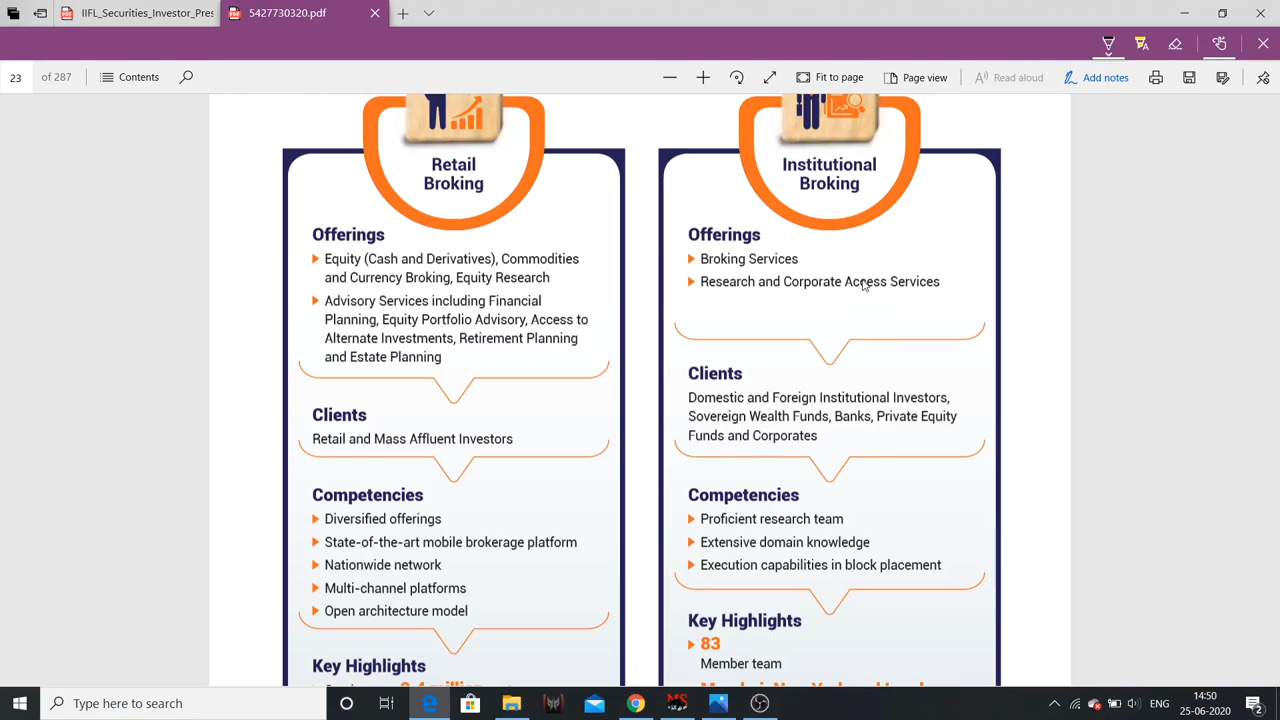 IIFL_Securities_Investor_Pres
5427730320.pdf
23 of 287
Contents
Fit to page
Page view
Read aloud
Add notes
Retail
Broking
Offerings
Equity (Cash and Derivatives), Commodities
and Currency Broking, Equity Research
Advisory Services including Financial
Planning, Equity Portfolio Advisory, Access to
Alternate Investments, Retirement Planning
and Estate Planning
Clients
Retail and Mass Affluent Investors
Competencies
Diversified offerings
State-of-the-art mobile brokerage platform
Nationwide network
Multi-channel platforms
Open architecture model
Key Highlights
Institutional
Broking
Offerings
Broking Services
Research and Corporate Access Services
Clients
Domestic and Foreign Institutional Investors,
Sovereign Wealth Funds, Banks, Private Equity
Funds and Corporates
Competencies
Proficient research team
Extensive domain knowledge
Execution capabilities in block placement
Key Highlights
83
Member team
Type here to search
ENG
14:50
25-06-2020
2